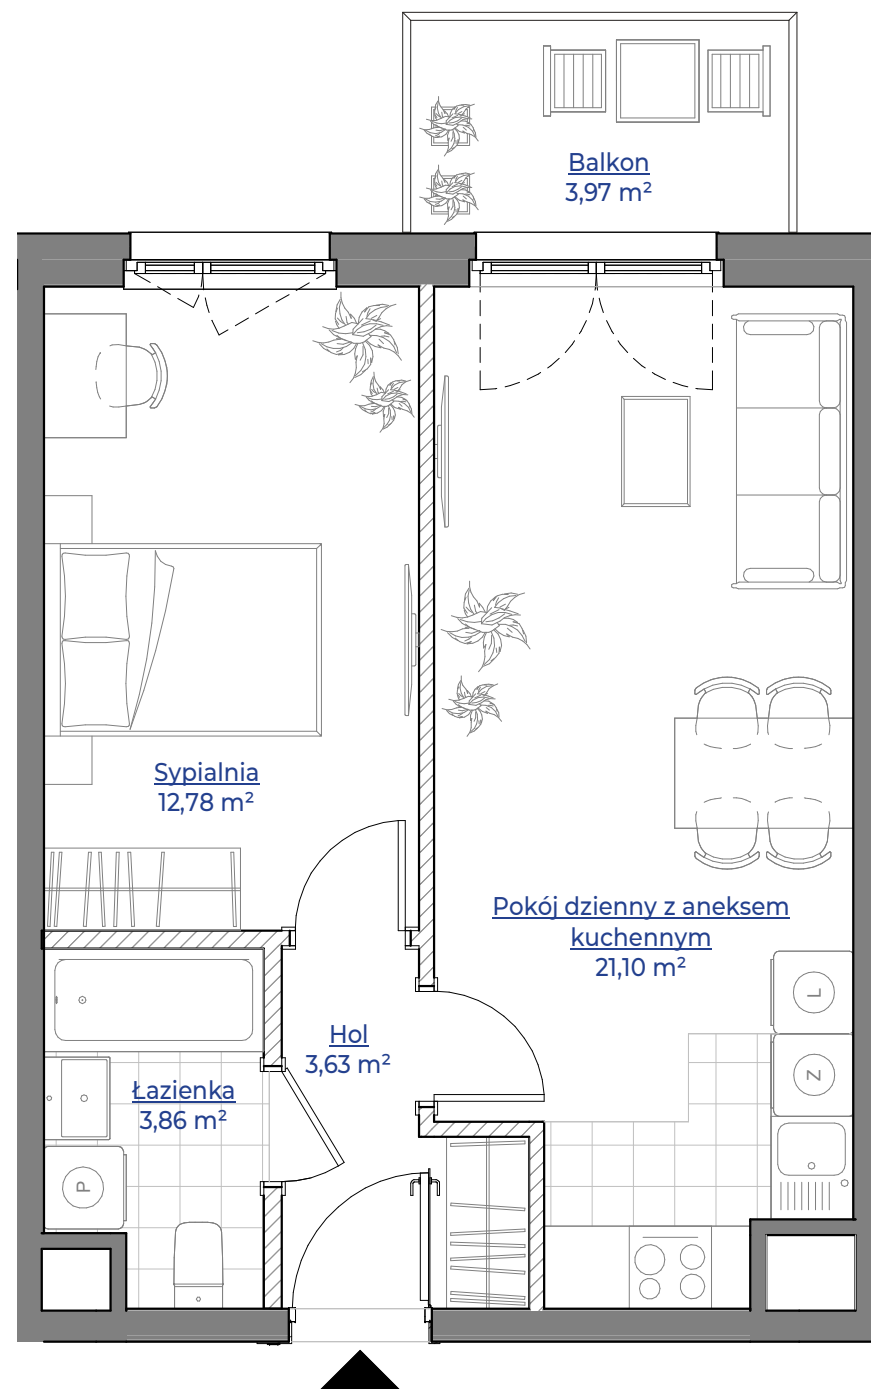 Balkon
3,97 m²
Sypialnia
12,78 m²
Pokój dzienny z aneksem
kuchennym
21,10 m²
L
Hol
3,63 m²
Z
Łazienka
3,86 m²
P